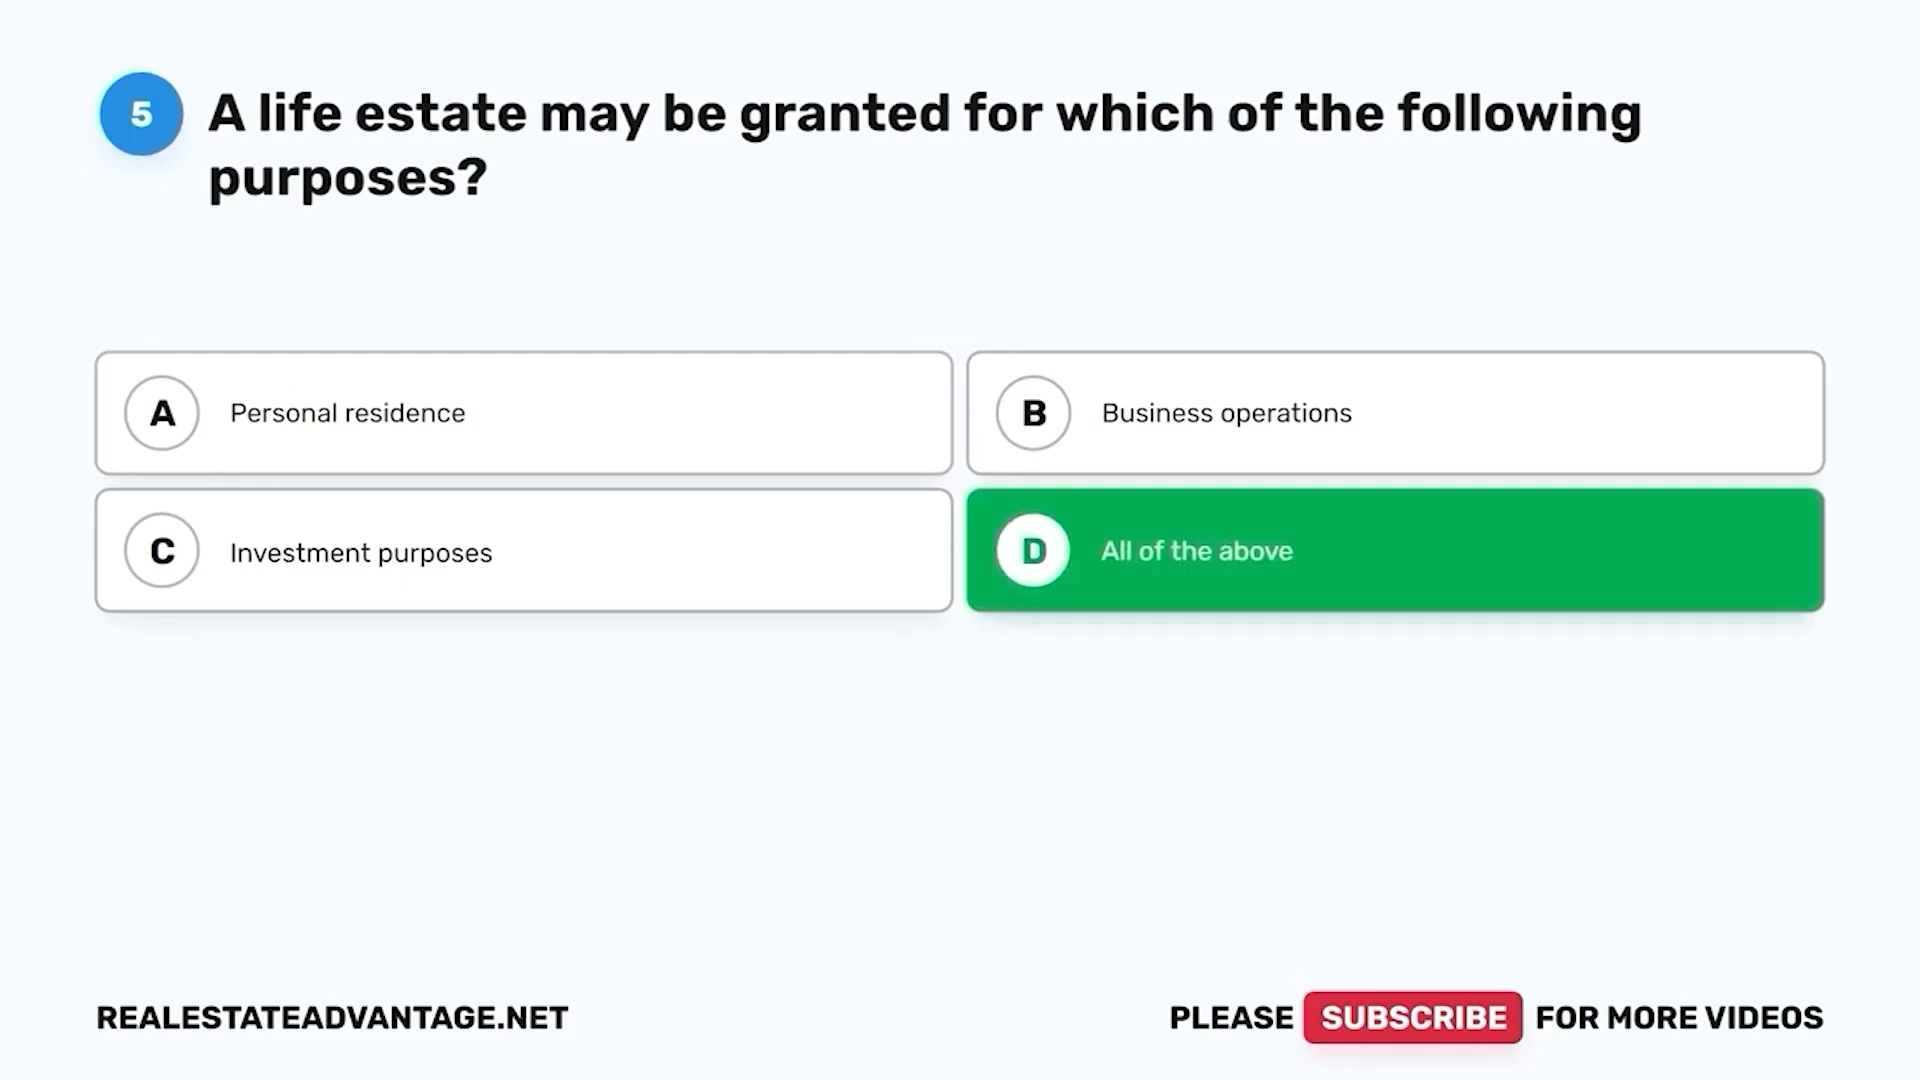 5
A life estate may be granted for which of the following
purposes?
A Personal residence
B Business operations
C Investment purposes
D All of the above
REALESTATEADVANTAGE.NET
PLEASE SUBSCRIBE FOR MORE VIDEOS